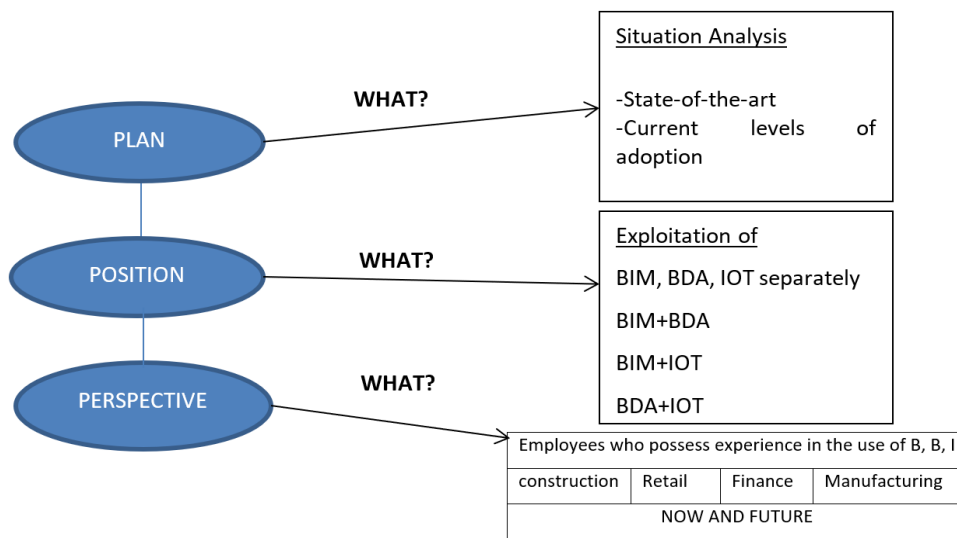 PLAN
WHAT?
Situation Analysis
-State-of-the-art
-Current levels of
adoption
POSITION
WHAT?
Exploitation of
BIM, BDA, IOT separately
BIM+BDA
BIM+IOT
BDA+IOT
PERSPECTIVE
WHAT?
Employees who possess experience in the use of B, B, I
construction Retail Finance Manufacturing
NOW AND FUTURE